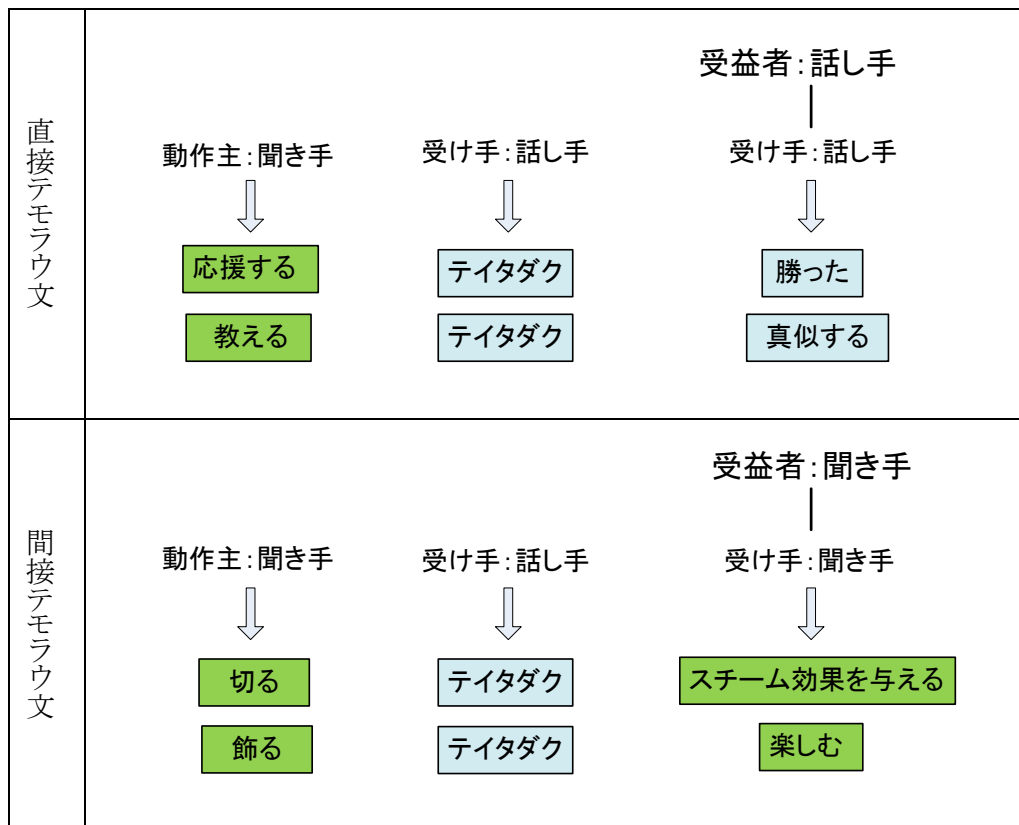 直接テモラウ文
受益者：話し手
動作主：聞き手 受け手：話し手 受け手：話し手
応援する テイタダク 勝った
教える テイタダク 真似する
間接テモラウ文
受益者：聞き手
動作主：聞き手 受け手：話し手 受け手：聞き手
切る テイタダク スチーム効果を与える
飾る テイタダク 楽しむ